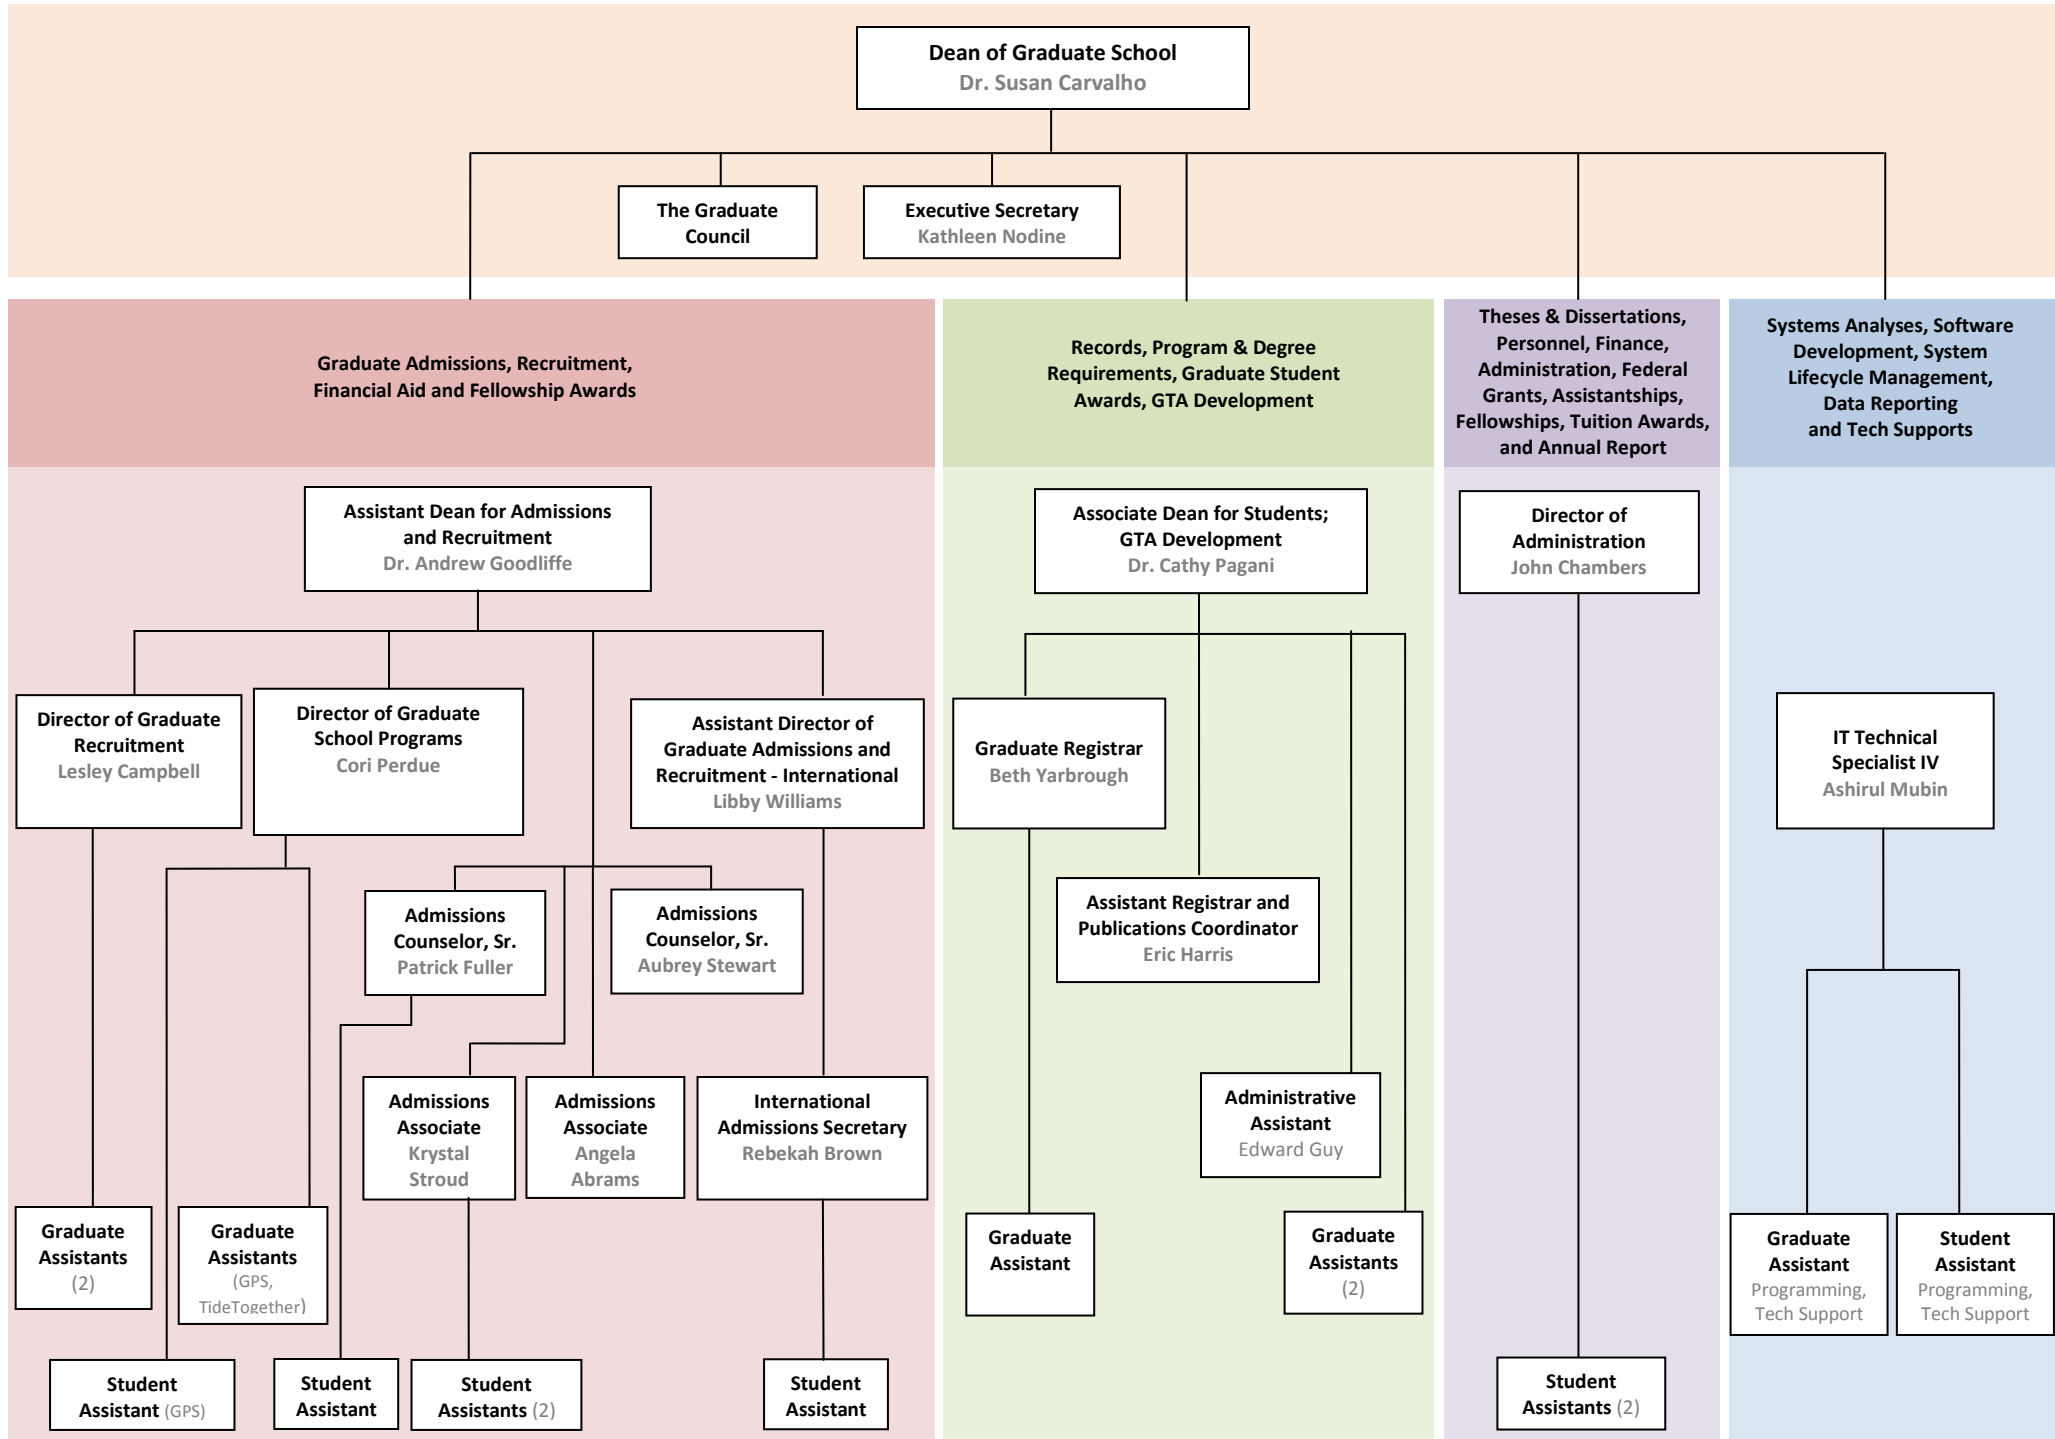 Dean of Graduate School
Dr. Susan Carvalho
The Graduate
Council
Executive Secretary
Kathleen Nodine
Graduate Admissions, Recruitment,
Financial Aid and Fellowship Awards
Records, Program & Degree
Requirements, Graduate Student
Awards, GTA Development
Theses & Dissertations,
Personnel, Finance,
Administration, Federal
Grants, Assistantships,
Fellowships, Tuition Awards,
and Annual Report
Systems Analyses, Software
Development, System
Lifecycle Management,
Data Reporting
and Tech Supports
Assistant Dean for Admissions
and Recruitment
Dr. Andrew Goodliffe
Associate Dean for Students;
GTA Development
Dr. Cathy Pagani
Director of
Administration
John Chambers
Director of Graduate
Recruitment
Lesley Campbell
Director of Graduate
School Programs
Cori Perdue
Assistant Director of
Graduate Admissions and
Recruitment - International
Libby Williams
Graduate Registrar
Beth Yarbrough
IT Technical
Specialist IV
Ashirul Mubin
Admissions
Counselor, Sr.
Patrick Fuller
Admissions
Counselor, Sr.
Aubrey Stewart
Assistant Registrar and
Publications Coordinator
Eric Harris
Admissions
Associate
Krystal
Stroud
Admissions
Associate
Angela
Abrams
International
Admissions Secretary
Rebekah Brown
Administrative
Assistant
Edward Guy
Graduate
Assistants
(2)
Graduate
Assistants
(GPS,
TideTogether)
Graduate
Assistant
Graduate
Assistants
(2)
Graduate
Assistant
Programming,
Tech Support
Student
Assistant
Programming,
Tech Support
Student
Assistant (GPS)
Student
Assistant
Student
Assistants (2)
Student
Assistant
Student
Assistants (2)